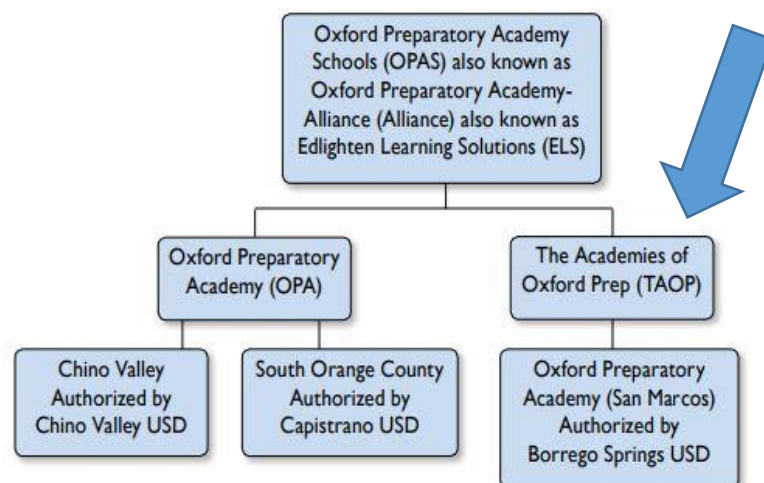 Oxford Preparatory Academy
Schools (OPAS) also known as
Oxford Preparatory Academy-
Alliance (Alliance) also known as
Edlighten Learning Solutions (ELS)
Oxford Preparatory
Academy (OPA)
The Academies of
Oxford Prep (TAOP)
Chino Valley
Authorized by
Chino Valley USD
South Orange County
Authorized by
Capistrano USD
Oxford Preparatory
Academy (San Marcos)
Authorized by
Borrego Springs USD